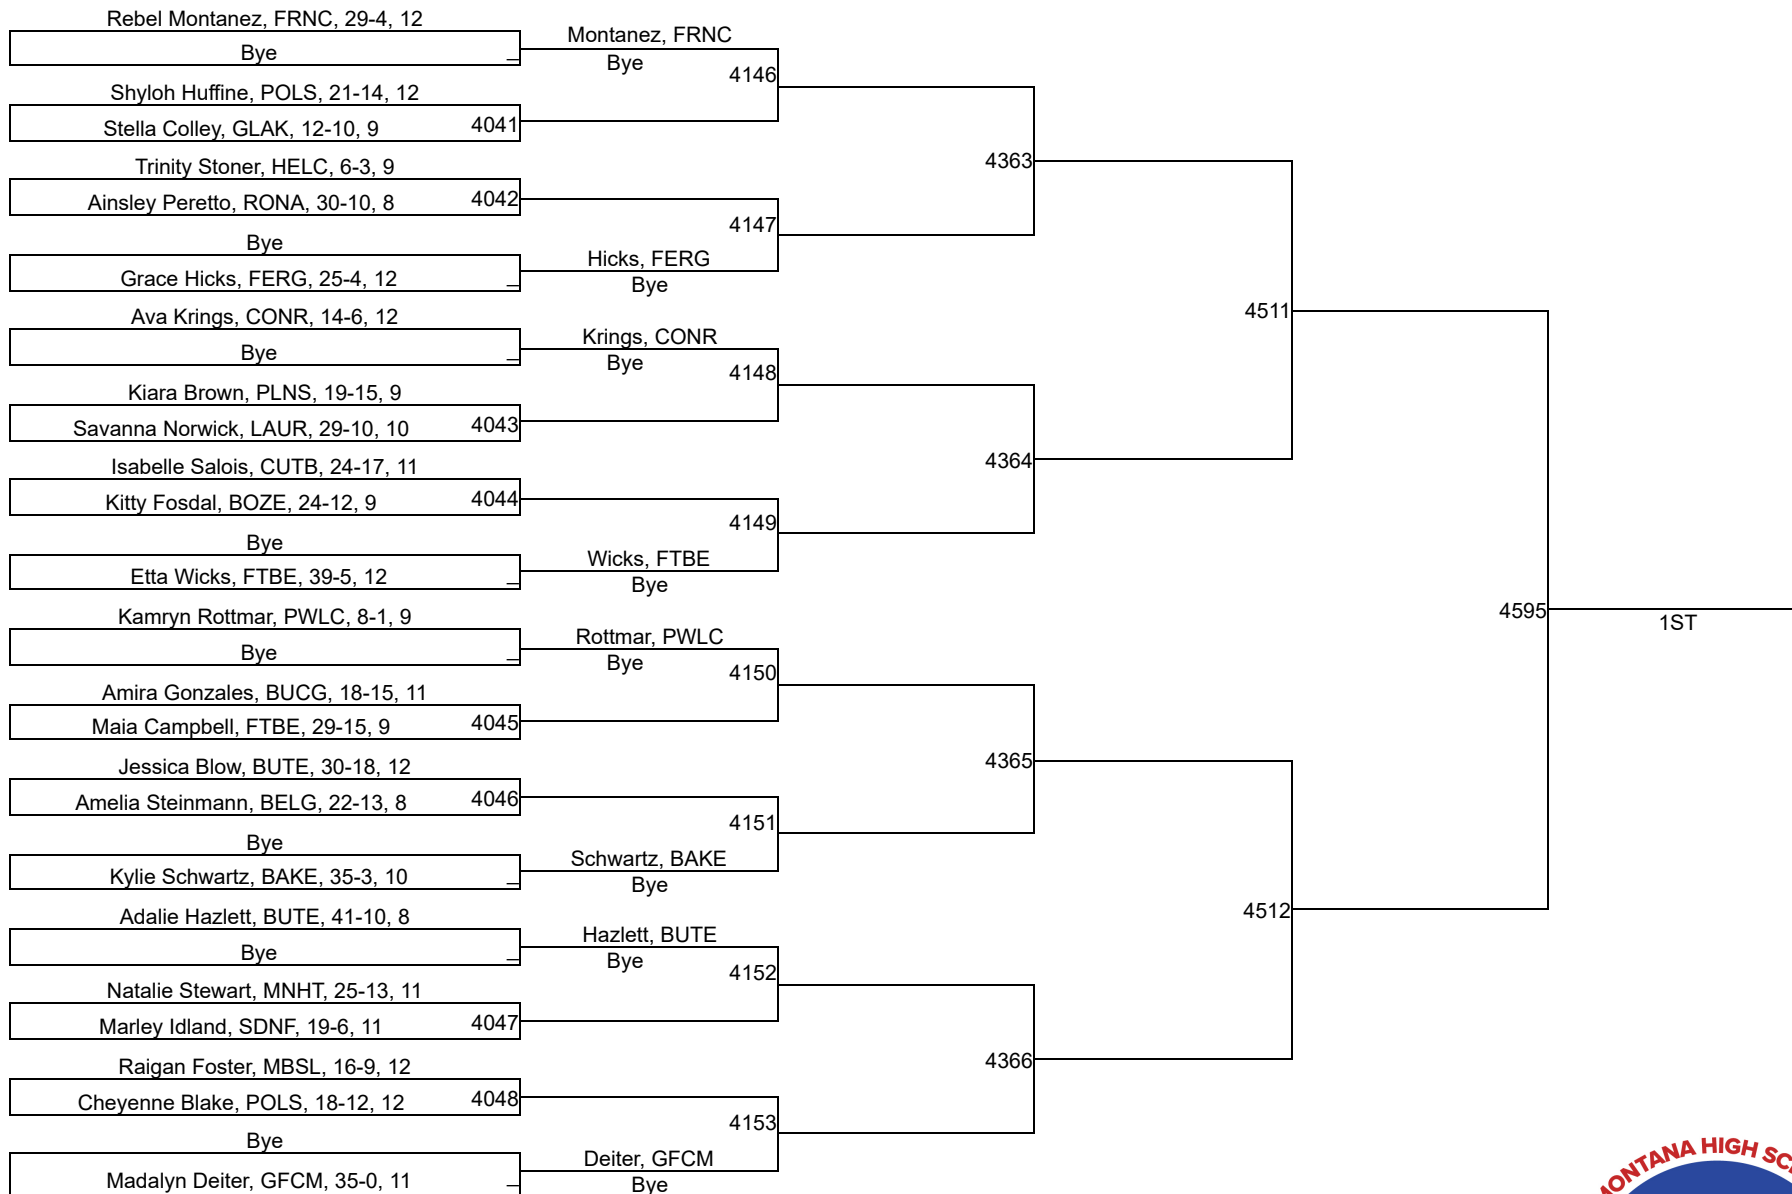 Rebel Montanez, FRNC, 29-4, 12
Bye
Montanez, FRNC
Bye
4146
Shyloh Huffine, POLS, 21-14, 12
Stella Colley, GLAK, 12-10, 9
4041
4363
Trinity Stoner, HELC, 6-3, 9
Ainsley Peretto, RONA, 30-10, 8
4042
4147
Bye
Grace Hicks, FERG, 25-4, 12
Hicks, FERG
Bye
4511
Ava Krings, CONR, 14-6, 12
Bye
Krings, CONR
Bye
4148
Kiara Brown, PLNS, 19-15, 9
Savanna Norwick, LAUR, 29-10, 10
4043
4364
Isabelle Salois, CUTB, 24-17, 11
Kitty Fosdal, BOZE, 24-12, 9
4044
4149
Bye
Etta Wicks, FTBE, 39-5, 12
Wicks, FTBE
Bye
4595
1ST
Kamryn Rottmar, PWLC, 8-1, 9
Bye
Rottmar, PWLC
Bye
4150
Amira Gonzales, BUCG, 18-15, 11
Maia Campbell, FTBE, 29-15, 9
4045
4365
Jessica Blow, BUTE, 30-18, 12
Amelia Steinmann, BELG, 22-13, 8
4046
4151
Bye
Kylie Schwartz, BAKE, 35-3, 10
Schwartz, BAKE
Bye
4512
Adalie Hazlett, BUTE, 41-10, 8
Bye
Hazlett, BUTE
Bye
4152
Natalie Stewart, MNHT, 25-13, 11
Marley Idland, SDNF, 19-6, 11
4047
4366
Raigan Foster, MBSL, 16-9, 12
Cheyenne Blake, POLS, 18-12, 12
4048
4153
Bye
Madalyn Deiter, GFCM, 35-0, 11
Deiter, GFCM
Bye
MONTANA HIGH SC